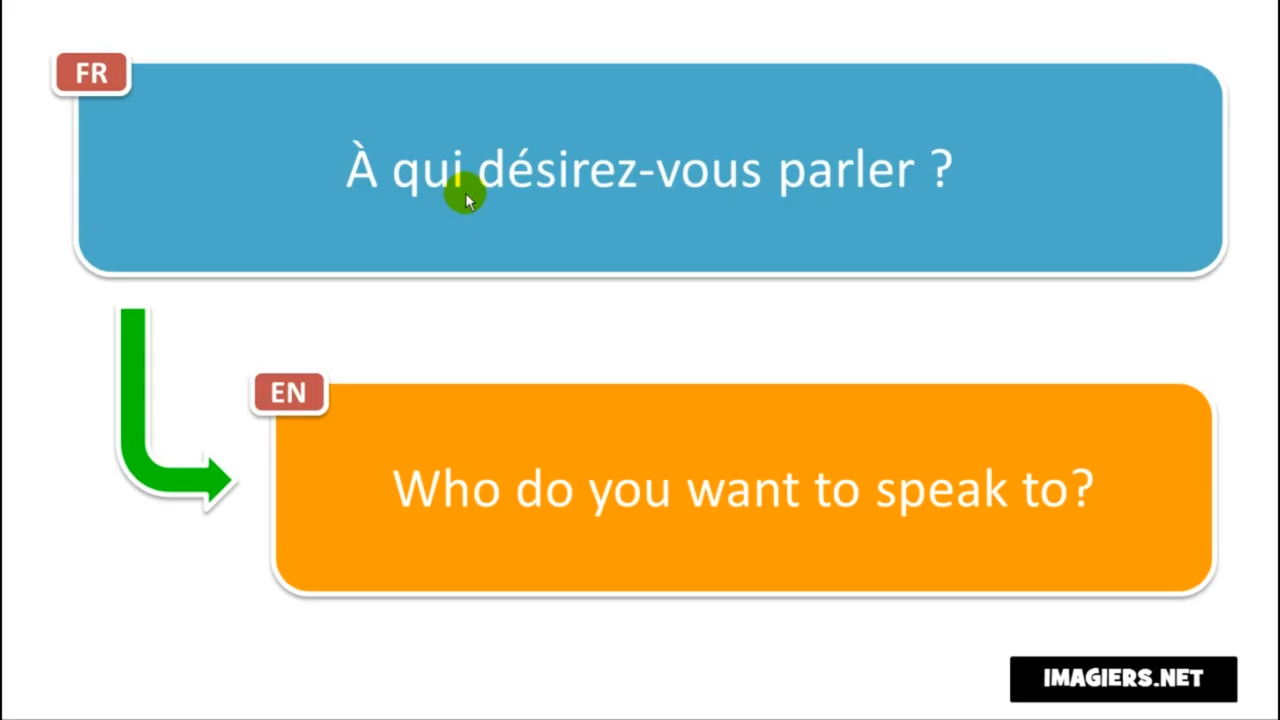 FR
À qui désirez-vous parler ?
EN
Who do you want to speak to?
IMAGIERS.NET